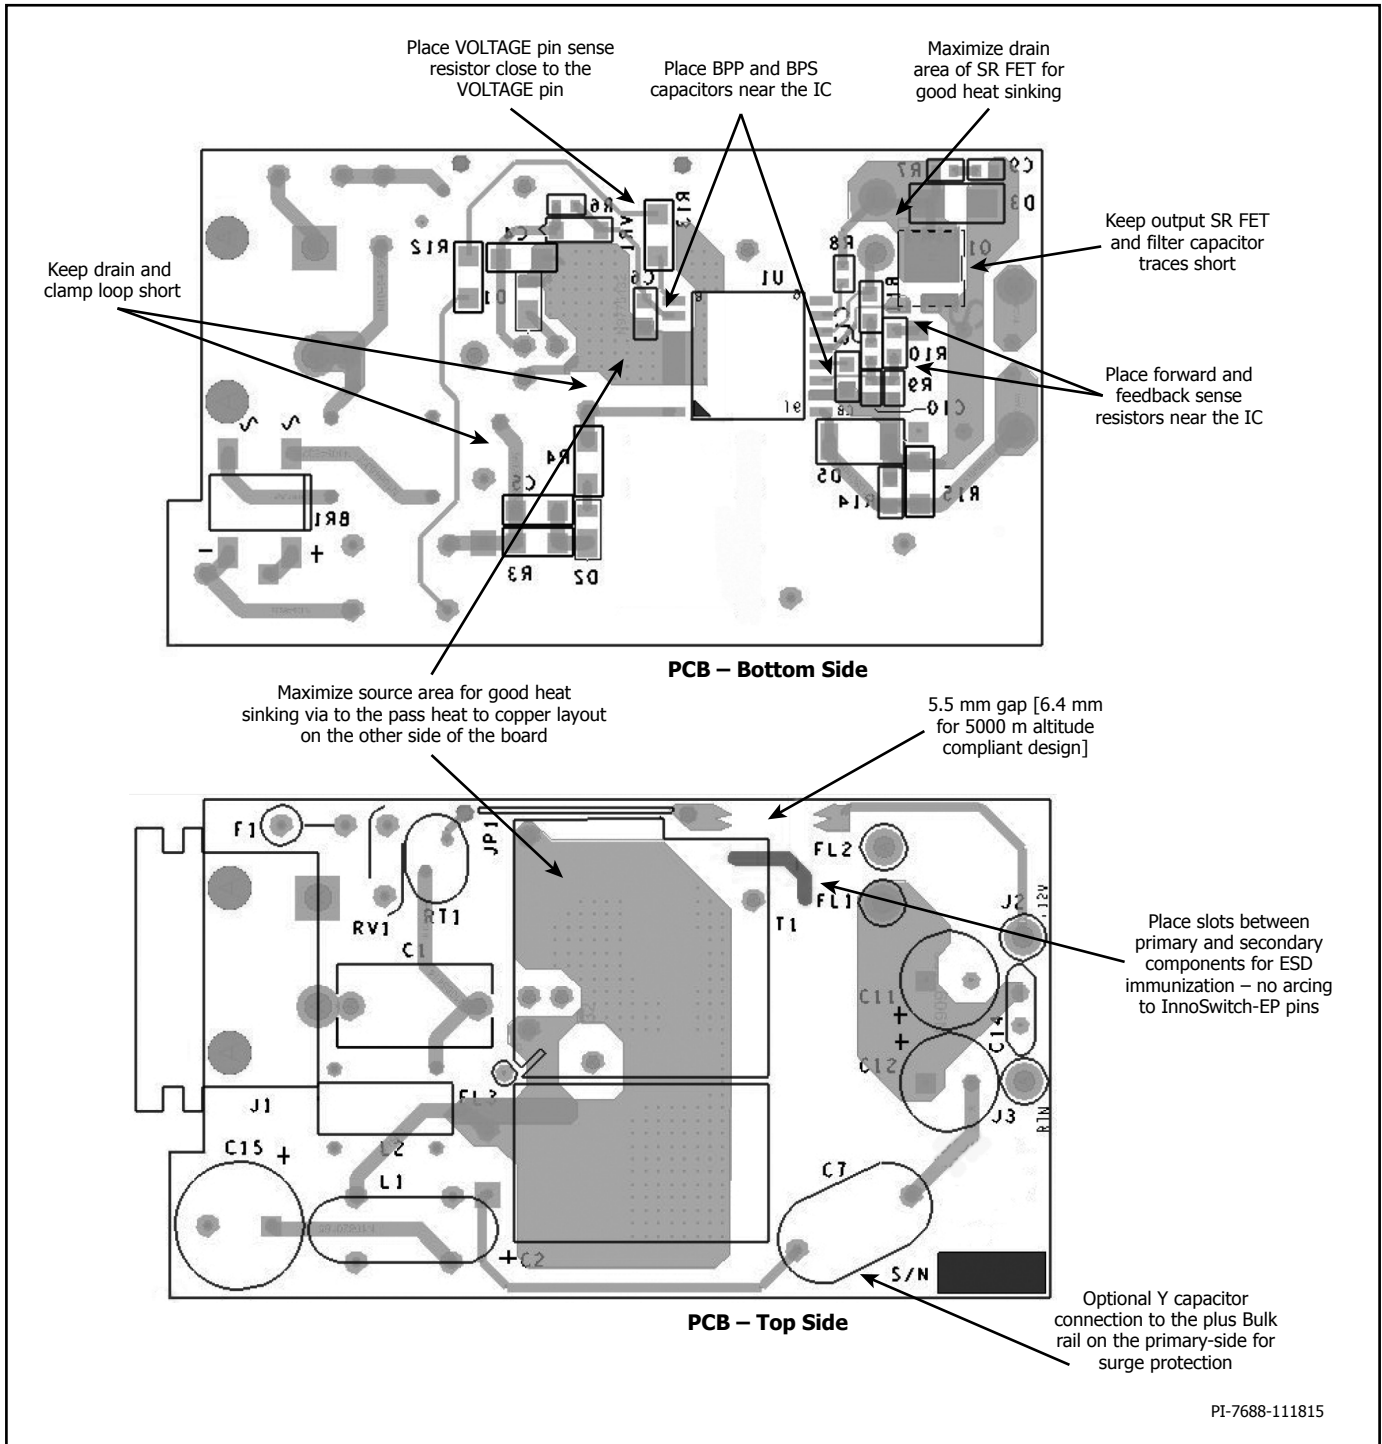 Place VOLTAGE pin sense
resistor close to the
VOLTAGE pin
Place BPP and BPS
capacitors near the IC
Maximize drain
area of SR FET for
good heat sinking
Keep drain and
clamp loop short
Keep output SR FET
and filter capacitor
traces short
Place forward and
feedback sense
resistors near the IC
R7
C9
D3
R6
VR1
R13
C4
R12
R8
Q1
C6
U1
D1
R10
R9
C10
R4
D5
C5
R14
R15
BR1
-
+
R3
D2
PCB – Bottom Side
Maximize source area for good heat
sinking via to the pass heat to copper layout
on the other side of the board
5.5 mm gap [6.4 mm
for 5000 m altitude
compliant design]
F1
JP1
FL2
RV1
RT1
FL1
J2
+12V
T1
C1
Place slots between
primary and secondary
components for ESD
immunization – no arcing
to InnoSwitch-EP pins
C11
+
+
C14
C12
J1
FL3
J3
RTN
C15
+
L2
L1
C7
+
C2
S/N
PCB – Top Side
Optional Y capacitor
connection to the plus Bulk
rail on the primary-side for
surge protection
PI-7688-111815